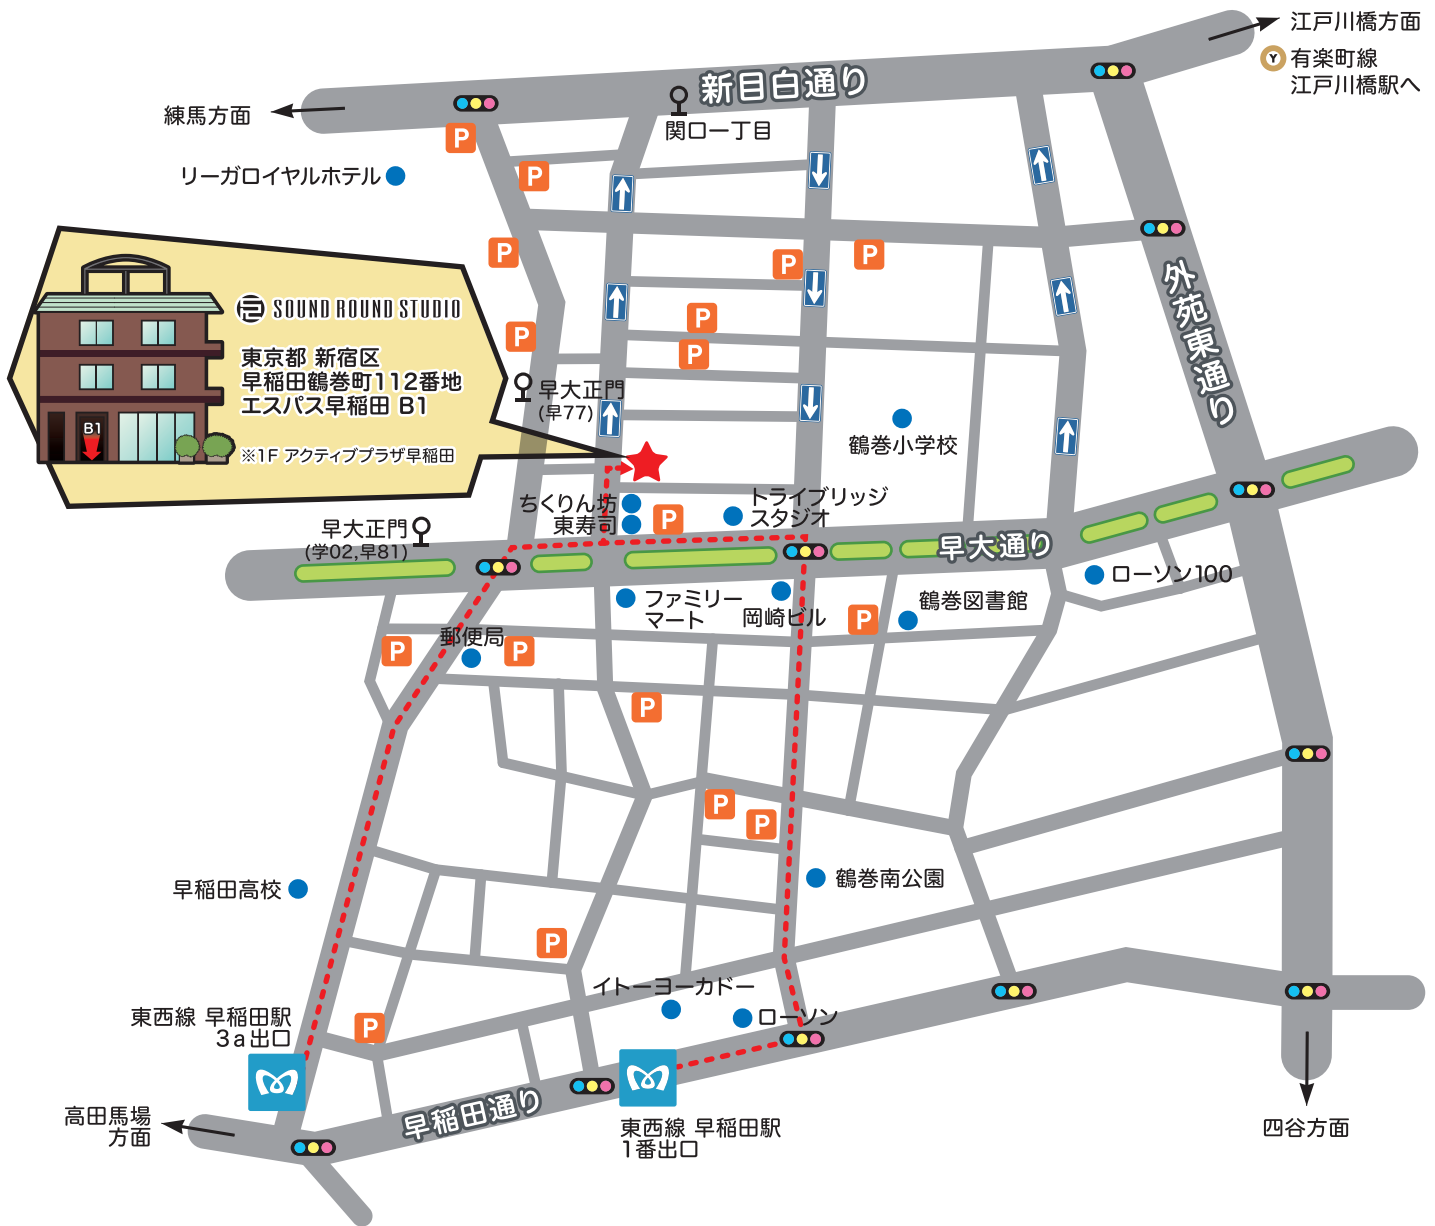 江戸川橋方面
有楽町線
江戸川橋駅へ
Y
新目白通り
練馬方面
関口一丁目
リーガロイヤルホテル
P
P
P
P
P
P
P
P
外苑東通り
SOUND ROUND STUDIO
東京都 新宿区
早稲田鶴巻町112番地
エスパス早稲田 B1
B1
※1F アクティブプラザ早稲田
早大正門
(早77)
鶴巻小学校
ちくりん坊
東寿司
P
トライブリッジ
スタジオ
早大正門
(学02,早81)
早大通り
ローソン100
ファミリー
マート
岡崎ビル
P
鶴巻図書館
郵便局
P
P
P
P
P
鶴巻南公園
早稲田高校
P
イトーヨーカドー
ローソン
東西線 早稲田駅
3a出口
P
高田馬場
方面
早稲田通り
東西線 早稲田駅
1番出口
四谷方面